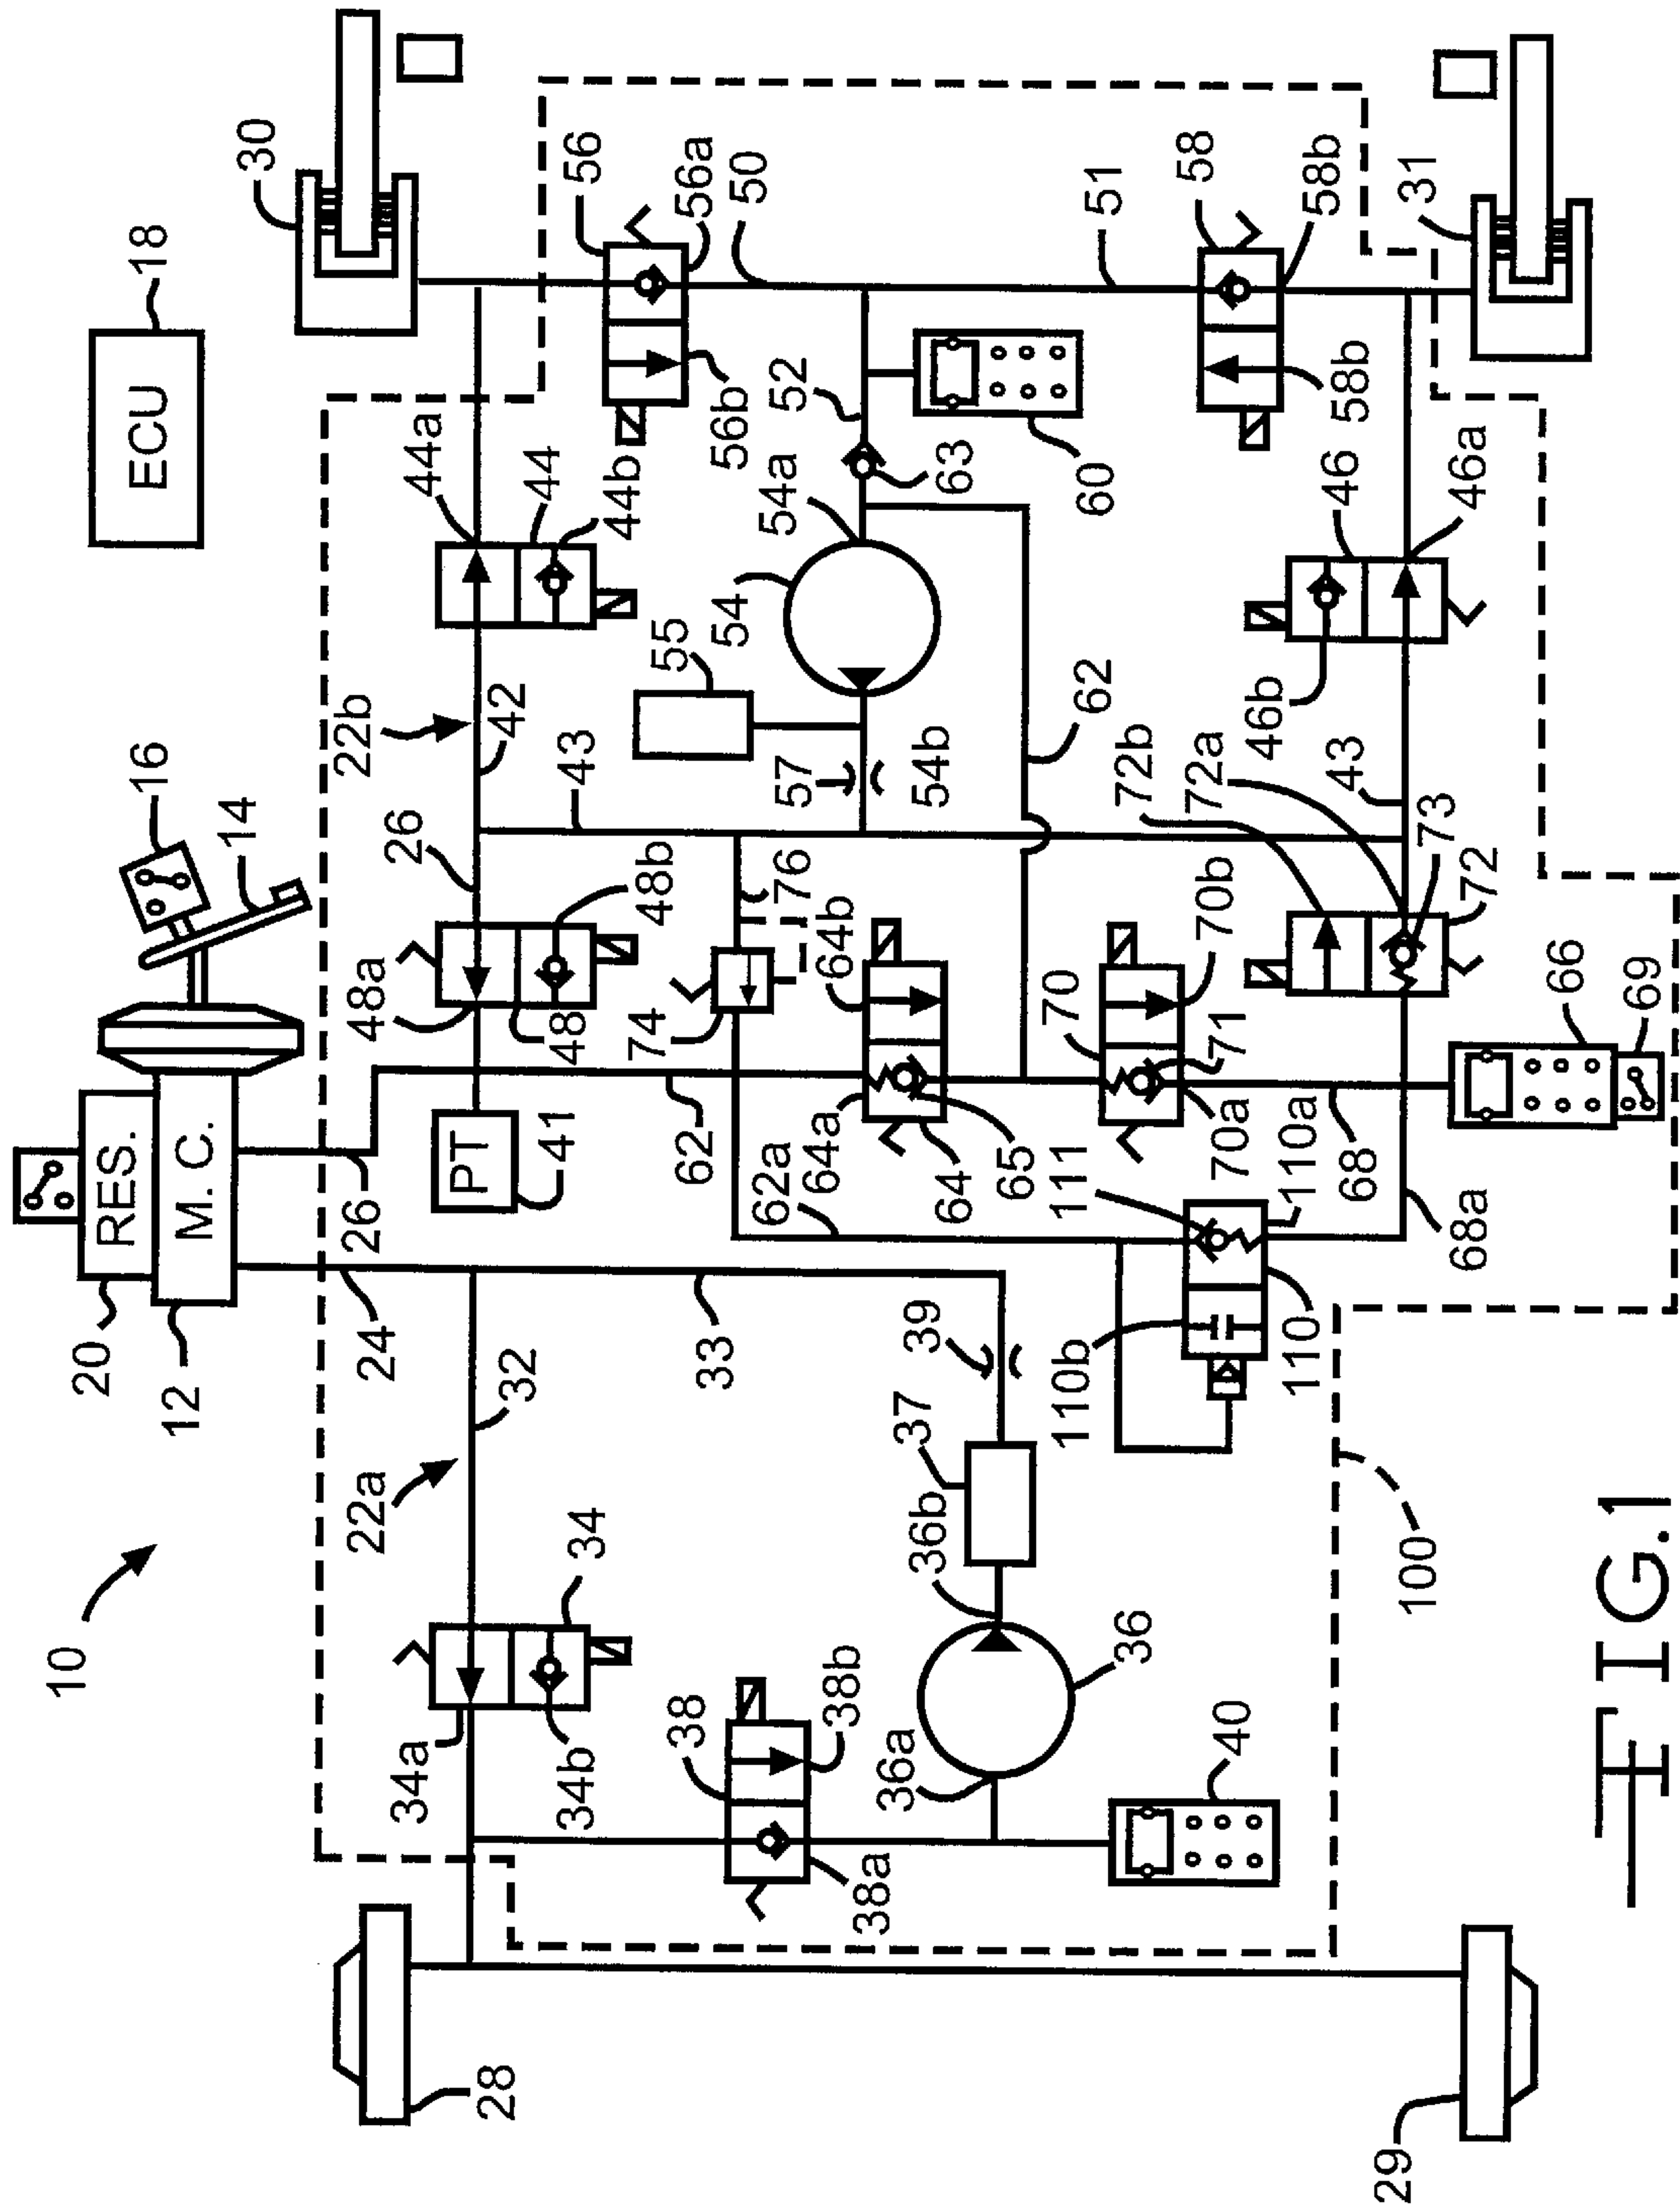 10
20
RES.
12
M. C.
16
14
ECU
18
30
24
26
22a
32
33
22b
26
42
43
PT
41
48a
48
48b
44a
44
44b
56
56a
56b
50
34a
34
34b
28
38
38b
38a
36a
36b
36
37
39
40
62
62a
74
76
64b
64a
64
65
55
54
54a
54b
57
52
63
60
51
62
70
70b
70a
71
111
110a
110b
110
68
68a
72b
72a
73
72
43
46b
46
46a
58
58b
58b
31
66
69
100
29
FIG.1